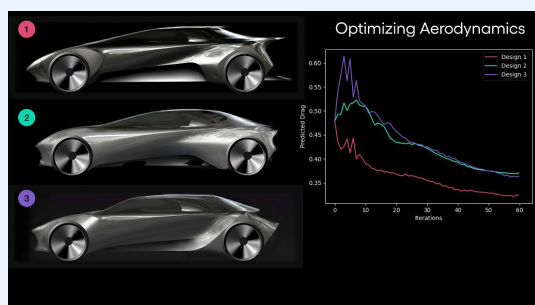 1
2
3
Optimizing Aerodynamics
Design 1
Design 2
Design 3
Predicted Drag
0.60
0.55
0.50
0.45
0.40
0.35
0 10 20 30 40 50 60
Iterations